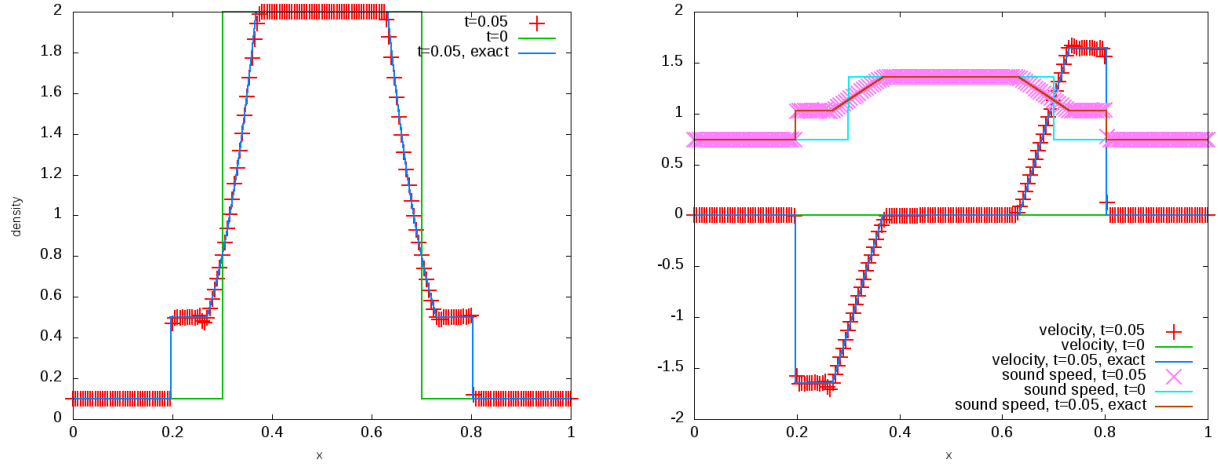 2
1.8
1.6
1.4
1.2
1
0.8
0.6
0.4
0.2
0
density
0
0.2
0.4
0.6
0.8
1
x
t=0.05
t=0
t=0.05, exact
2
1.5
1
0.5
0
-0.5
-1
-1.5
-2
0
0.2
0.4
0.6
0.8
1
x
velocity, t=0.05
velocity, t=0
velocity, t=0.05, exact
sound speed, t=0.05
sound speed, t=0
sound speed, t=0.05, exact